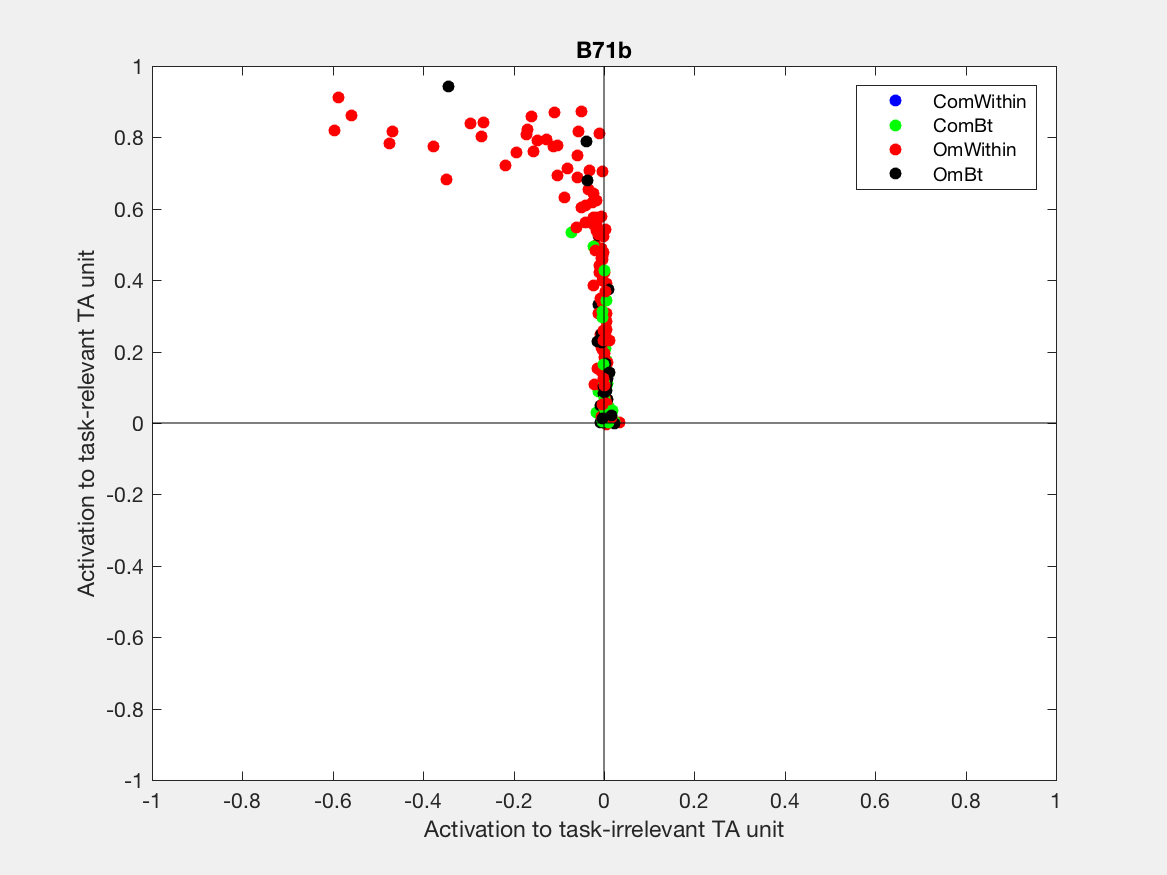 B71b
ComWithin
ComBt
OmWithin
OmBt
Activation to task-relevant TA unit
1
0.8
0.6
0.4
0.2
0
-0.2
-0.4
-0.6
-0.8
-1
-1 -0.8 -0.6 -0.4 -0.2 0 0.2 0.4 0.6 0.8 1
Activation to task-irrelevant TA unit